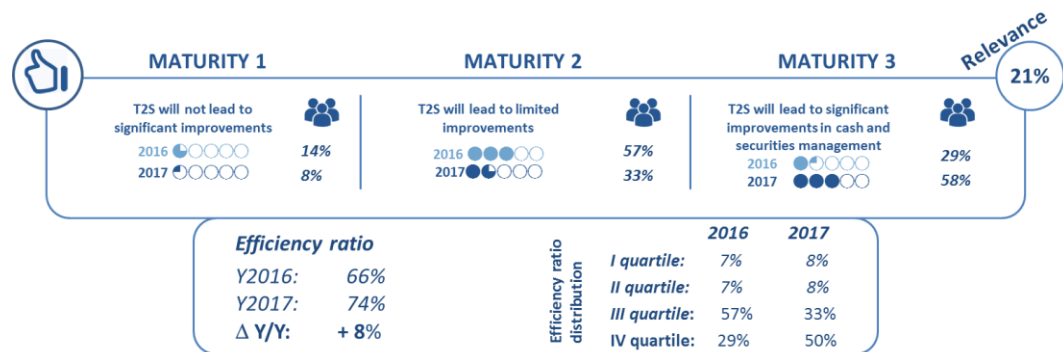 Relevance
21%
MATURITY 1
MATURITY 2
MATURITY 3
T2S will not lead to
significant improvements
2016
14%
2017
8%
T2S will lead to limited
improvements
2016
57%
2017
33%
T2S will lead to significant
improvements in cash and
securities management
2016
29%
2017
58%
Efficiency ratio
Y2016: 66%
Y2017: 74%
Δ Y/Y: + 8%
Efficiency ratio
distribution
2016 2017
I quartile: 7% 8%
II quartile: 7% 8%
III quartile: 57% 33%
IV quartile: 29% 50%